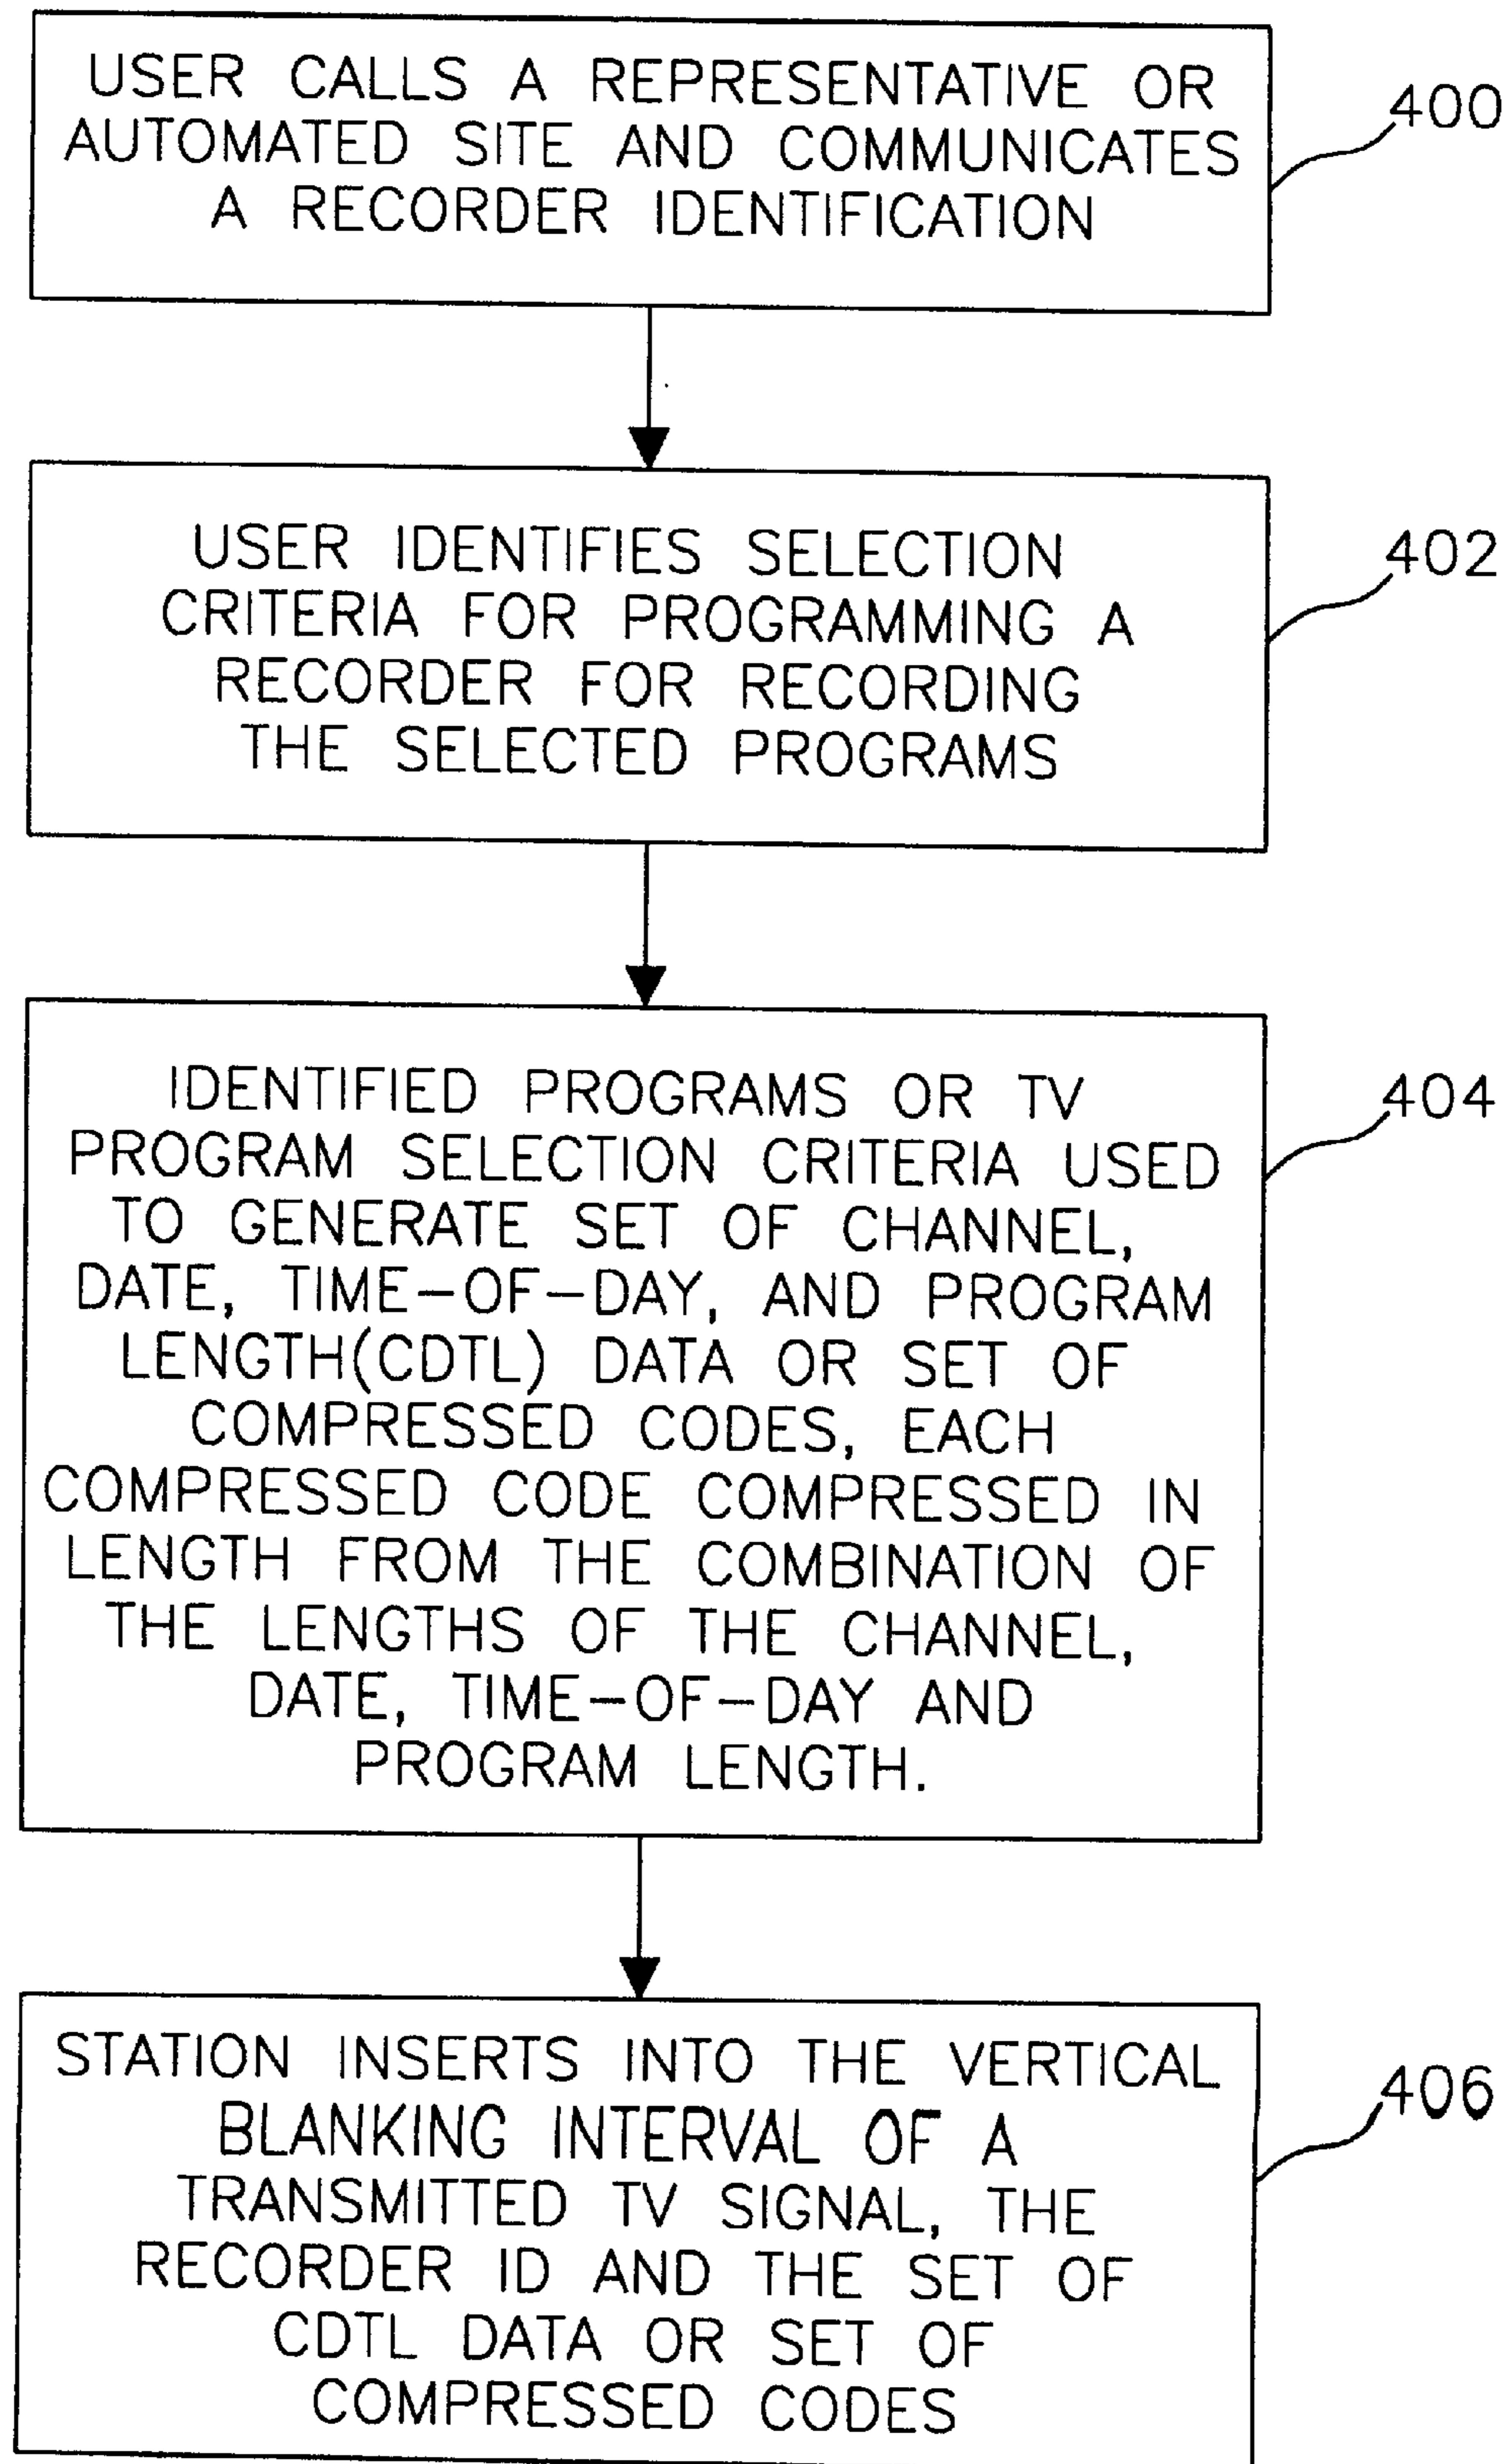 USER CALLS A REPRESENTATIVE OR
AUTOMATED SITE AND COMMUNICATES
A RECORDER IDENTIFICATION
400
USER IDENTIFIES SELECTION
CRITERIA FOR PROGRAMMING A
RECORDER FOR RECORDING
THE SELECTED PROGRAMS
402
IDENTIFIED PROGRAMS OR TV
PROGRAM SELECTION CRITERIA USED
TO GENERATE SET OF CHANNEL,
DATE, TIME-OF-DAY, AND PROGRAM
LENGTH(CDTL) DATA OR SET OF
COMPRESSED CODES, EACH
COMPRESSED CODE COMPRESSED IN
LENGTH FROM THE COMBINATION OF
THE LENGTHS OF THE CHANNEL,
DATE, TIME-OF-DAY AND
PROGRAM LENGTH.
404
STATION INSERTS INTO THE VERTICAL
BLANKING INTERVAL OF A
TRANSMITTED TV SIGNAL, THE
RECORDER ID AND THE SET OF
CDTL DATA OR SET OF
COMPRESSED CODES
406